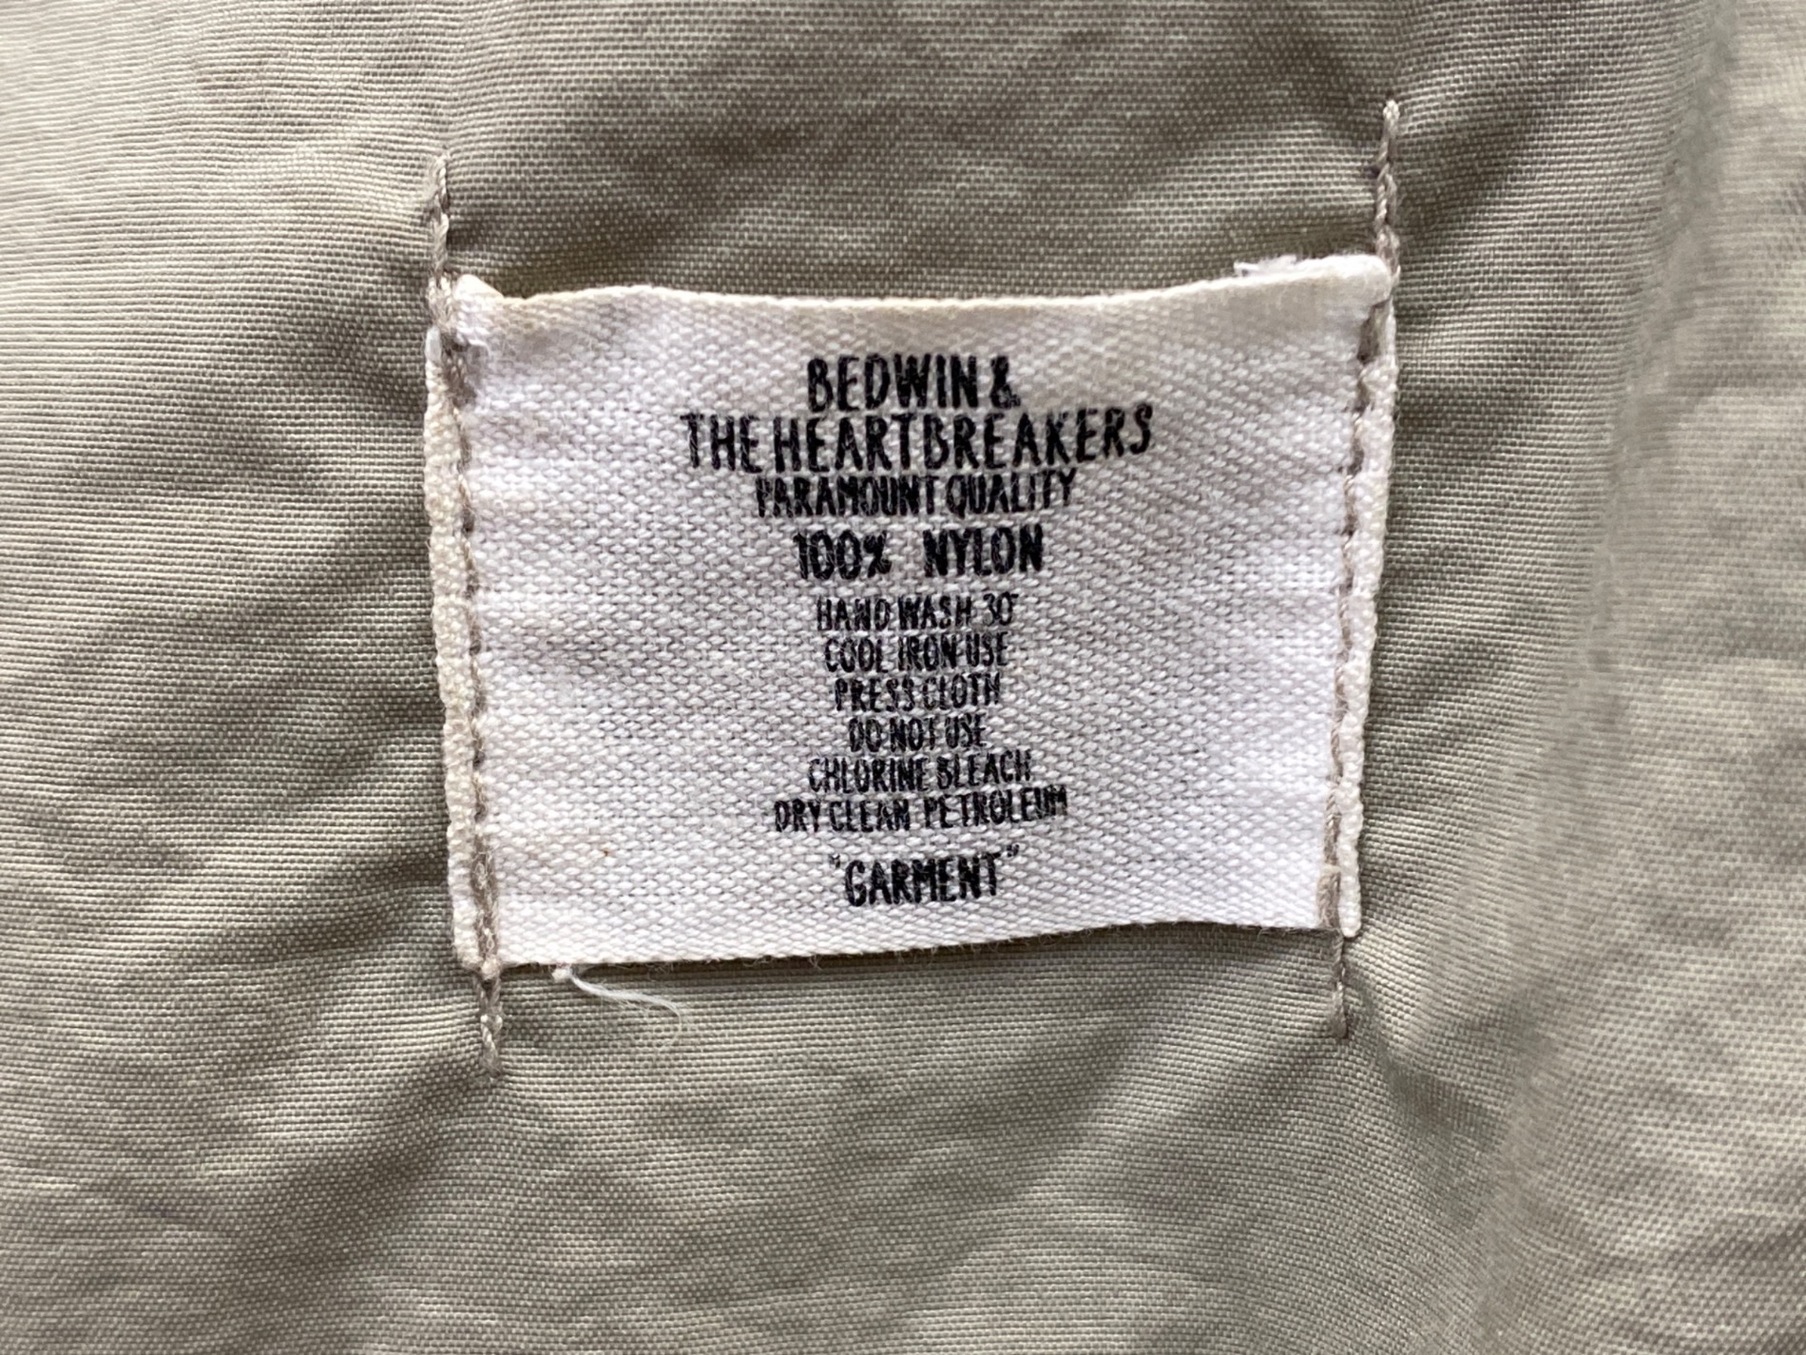 BEDWIN &
THE HEARTBREAKERS
PARAMOUNT QUALITY
100% NYLON
HAND WASH 30°
COOL IRON USE
PRESS CLOTH
DO NOT USE
CHLORINE BLEACH
DRY CLEAN PETROLEUM
"GARMENT"